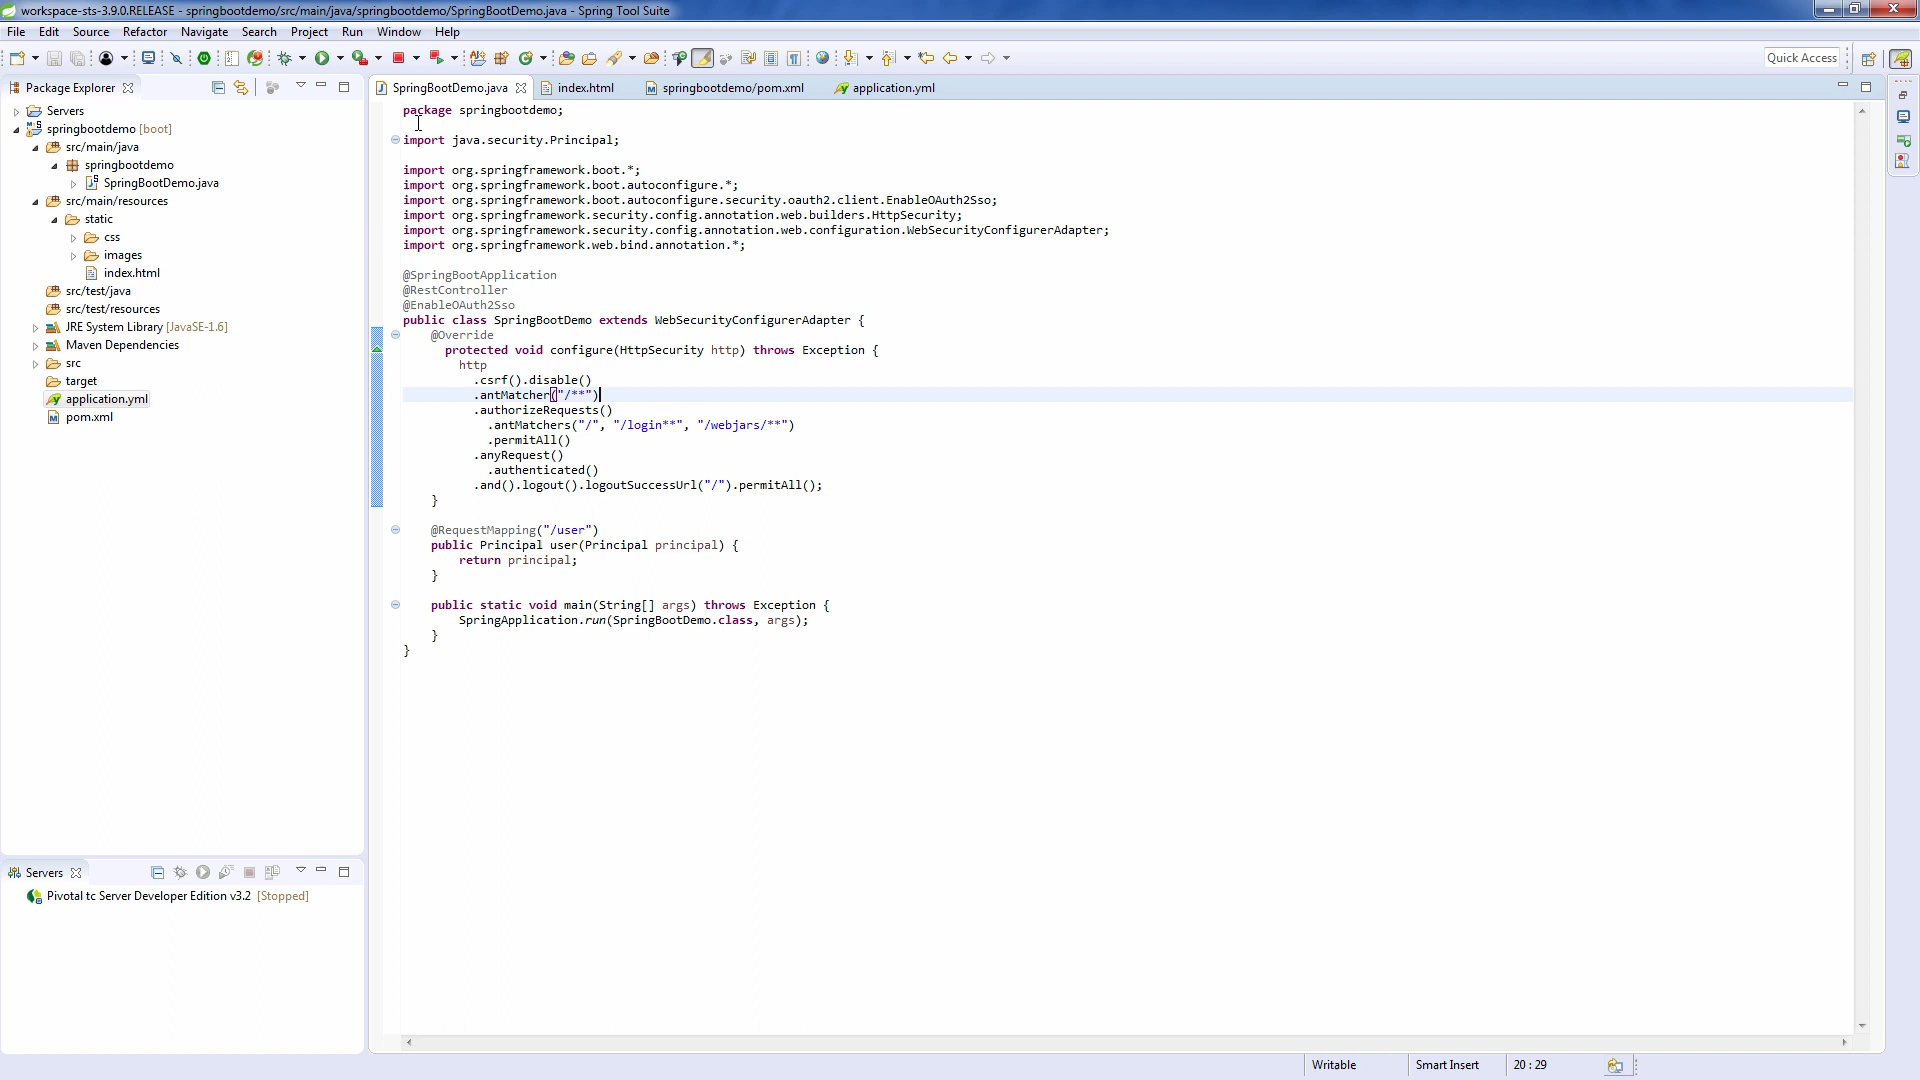 workspace-sts-3.9.0.RELEASE - springbootdemo/src/main/java/springbootdemo/SpringBootDemo.java - Spring Tool Suite
File Edit Source Refactor Navigate Search Project Run Window Help
Quick Access
Package Explorer
Servers
springbootdemo [boot]
src/main/java
springbootdemo
SpringBootDemo.java
src/main/resources
static
css
images
index.html
src/test/java
src/test/resources
JRE System Library [JavaSE-1.6]
Maven Dependencies
src
target
application.yml
pom.xml
Servers
Pivotal tc Server Developer Edition v3.2 [Stopped]
SpringBootDemo.java index.html springbootdemo/pom.xml application.yml
package springbootdemo;
import java.security.Principal;
import org.springframework.boot.*;
import org.springframework.boot.autoconfigure.*;
import org.springframework.boot.autoconfigure.security.oauth2.client.EnableOAuth2Sso;
import org.springframework.security.config.annotation.web.builders.HttpSecurity;
import org.springframework.security.config.annotation.web.configuration.WebSecurityConfigurerAdapter;
import org.springframework.web.bind.annotation.*;
@SpringBootApplication
@RestController
@EnableOAuth2Sso
public class SpringBootDemo extends WebSecurityConfigurerAdapter {
@Override
protected void configure(HttpSecurity http) throws Exception {
http
.csrf().disable()
.antMatcher("/**")
.authorizeRequests()
.antMatchers("/", "/login**", "/webjars/**")
.permitAll()
.anyRequest()
.authenticated()
.and().logout().logoutSuccessUrl("/").permitAll();
}
@RequestMapping("/user")
public Principal user(Principal principal) {
return principal;
}
public static void main(String[] args) throws Exception {
SpringApplication.run(SpringBootDemo.class, args);
}
}
Writable Smart Insert 20 : 29